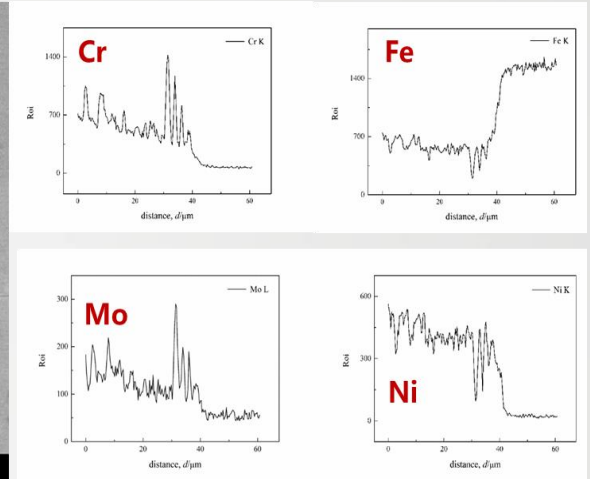 Cr
Cr K
1400
700
0
Roi
0
20
40
60
distance, d/μm
Fe
Fe K
1400
700
0
Roi
0
20
40
60
distance, d/μm
Mo
Mo L
300
200
100
0
Roi
0
20
40
60
distance, d/μm
Ni K
600
300
0
Roi
Ni
0
20
40
60
distance, d/μm